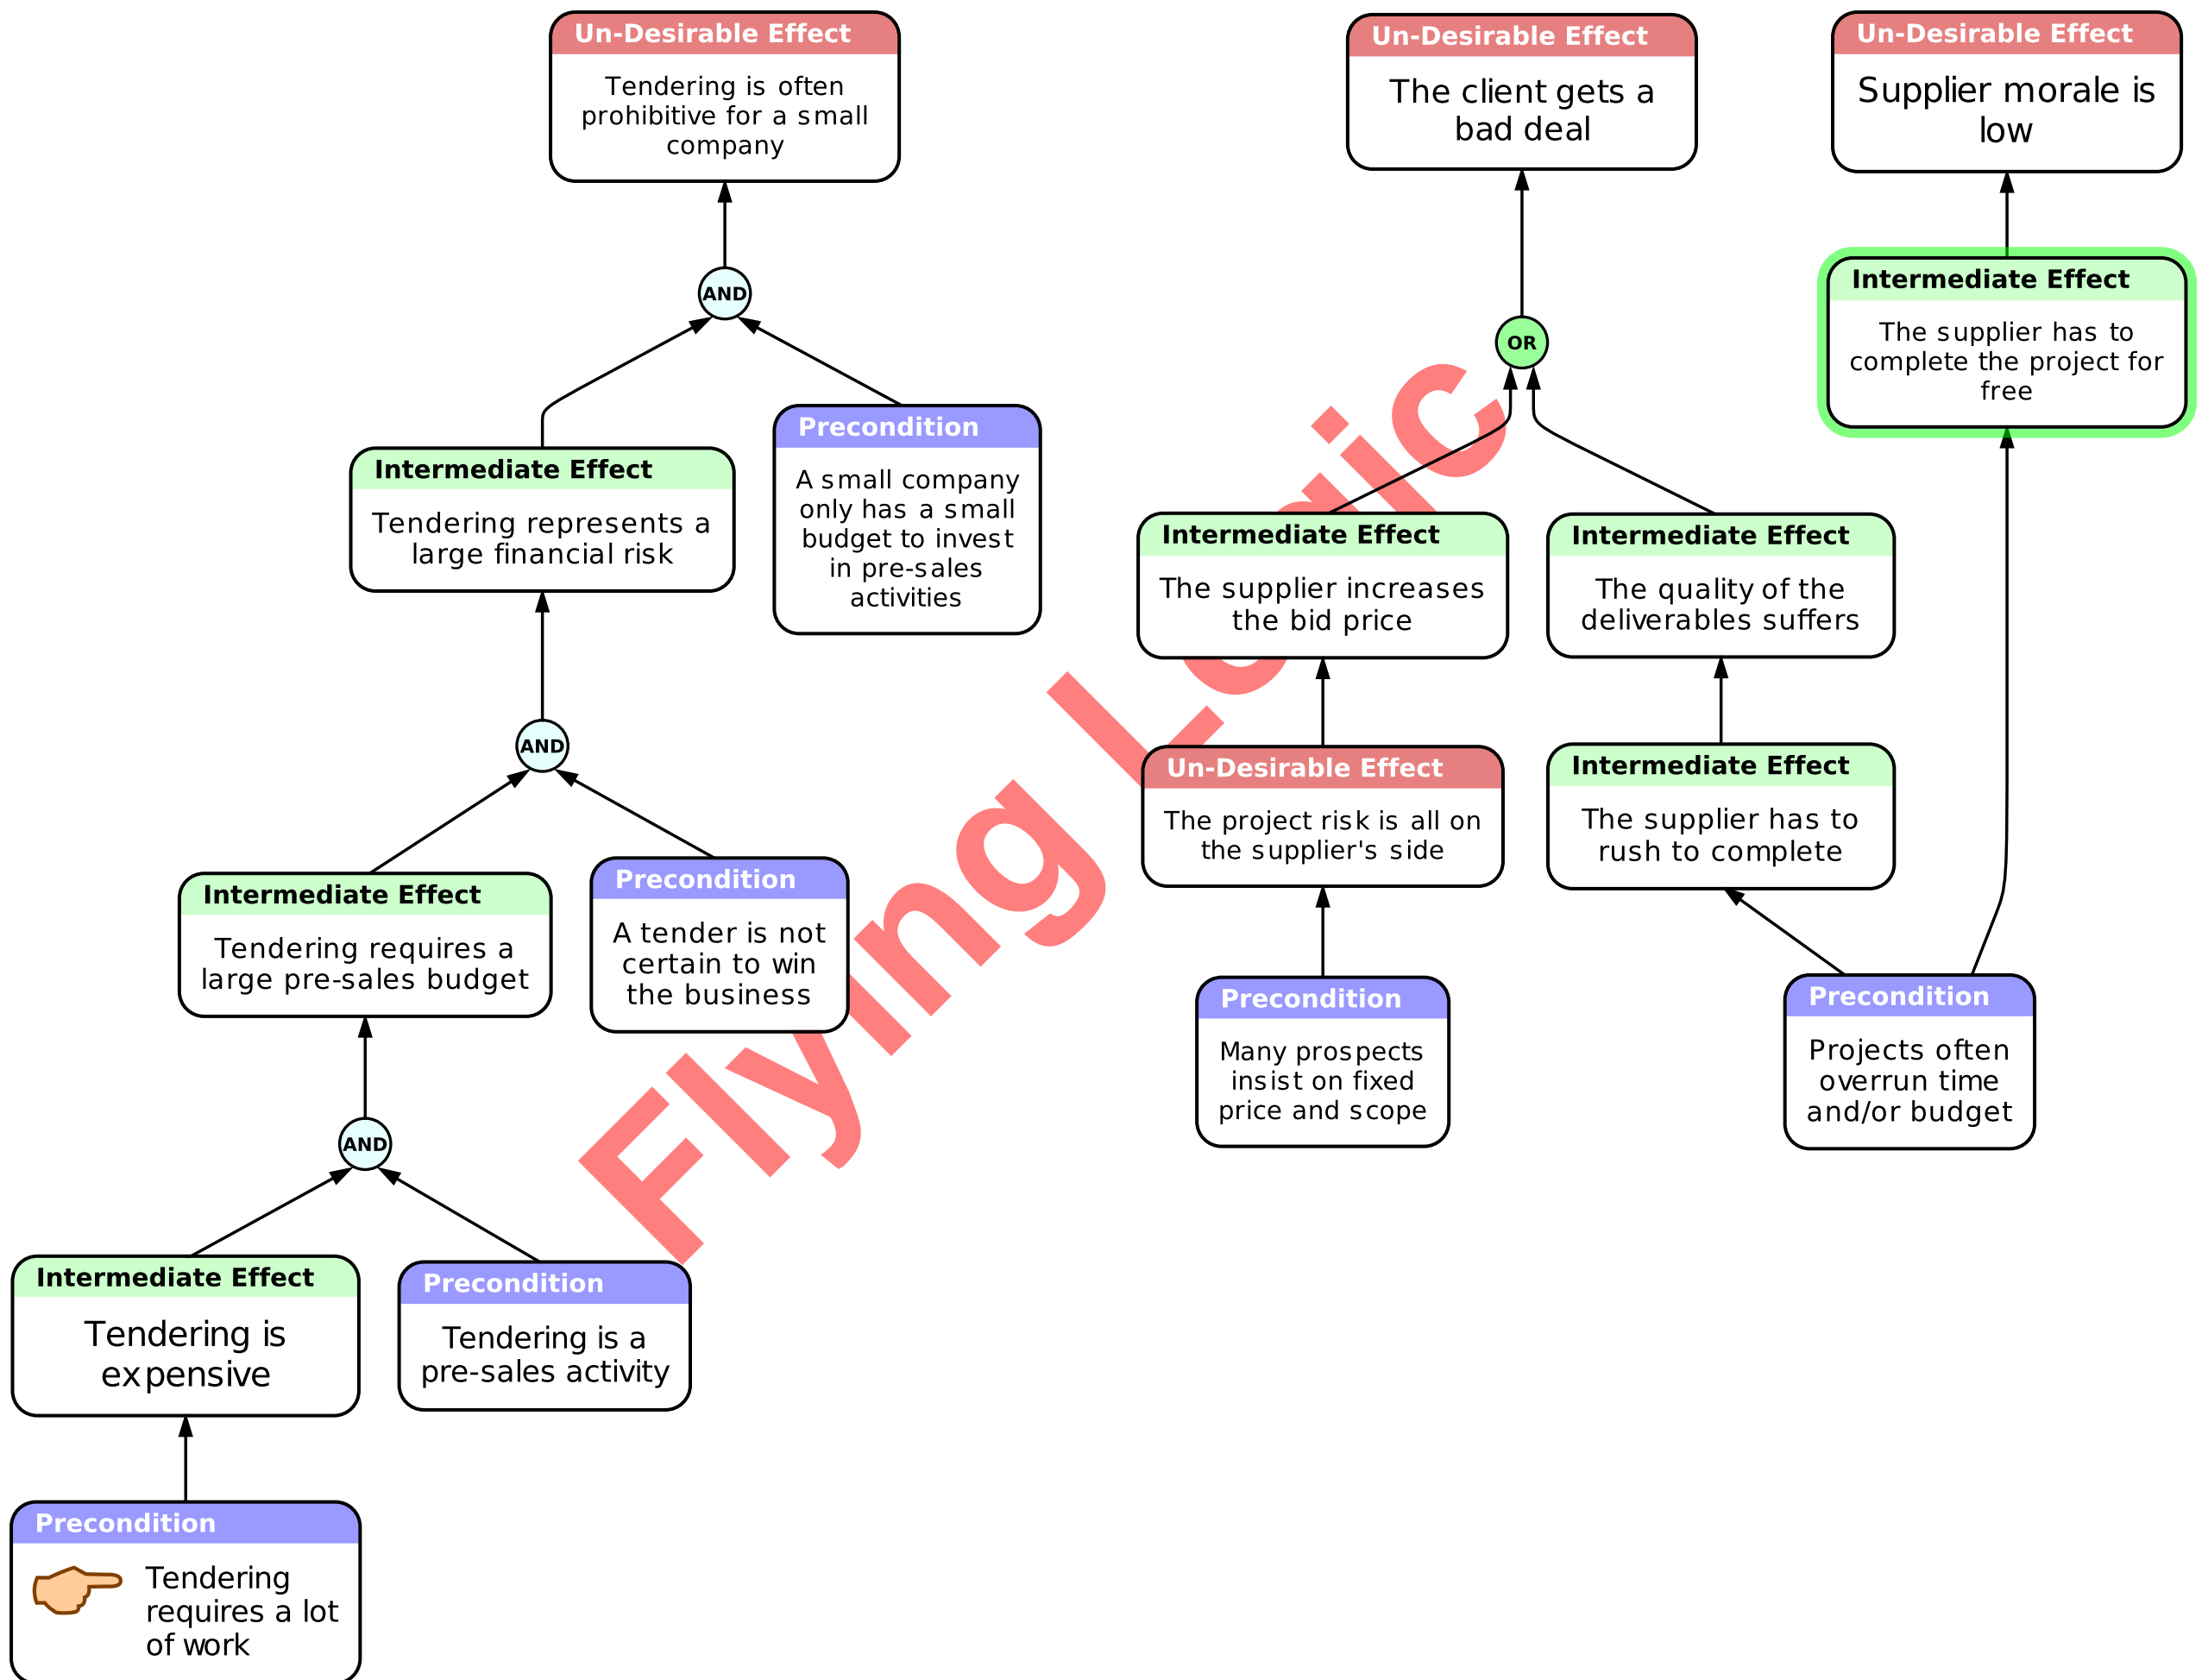 Un-Desirable Effect
Tendering is often
prohibitive for a small
company
Un-Desirable Effect
The client gets a
bad deal
Un-Desirable Effect
Supplier morale is
low
AND
Intermediate Effect
The supplier has to
complete the project for
free
OR
Intermediate Effect
Tendering represents a
large financial risk
Precondition
A small company
only has a small
budget to invest
in pre-sales
activities
Intermediate Effect
The supplier increases
the bid price
Intermediate Effect
The quality of the
deliverables suffers
AND
Un-Desirable Effect
The project risk is all on
the supplier's side
Intermediate Effect
The supplier has to
rush to complete
Intermediate Effect
Tendering requires a
large pre-sales budget
Precondition
A tender is not
certain to win
the business
Precondition
Many prospects
insist on fixed
price and scope
Precondition
Projects often
overrun time
and/or budget
AND
Intermediate Effect
Tendering is
expensive
Precondition
Tendering is a
pre-sales activity
Precondition
Tendering
requires a lot
of work
Flying Logic